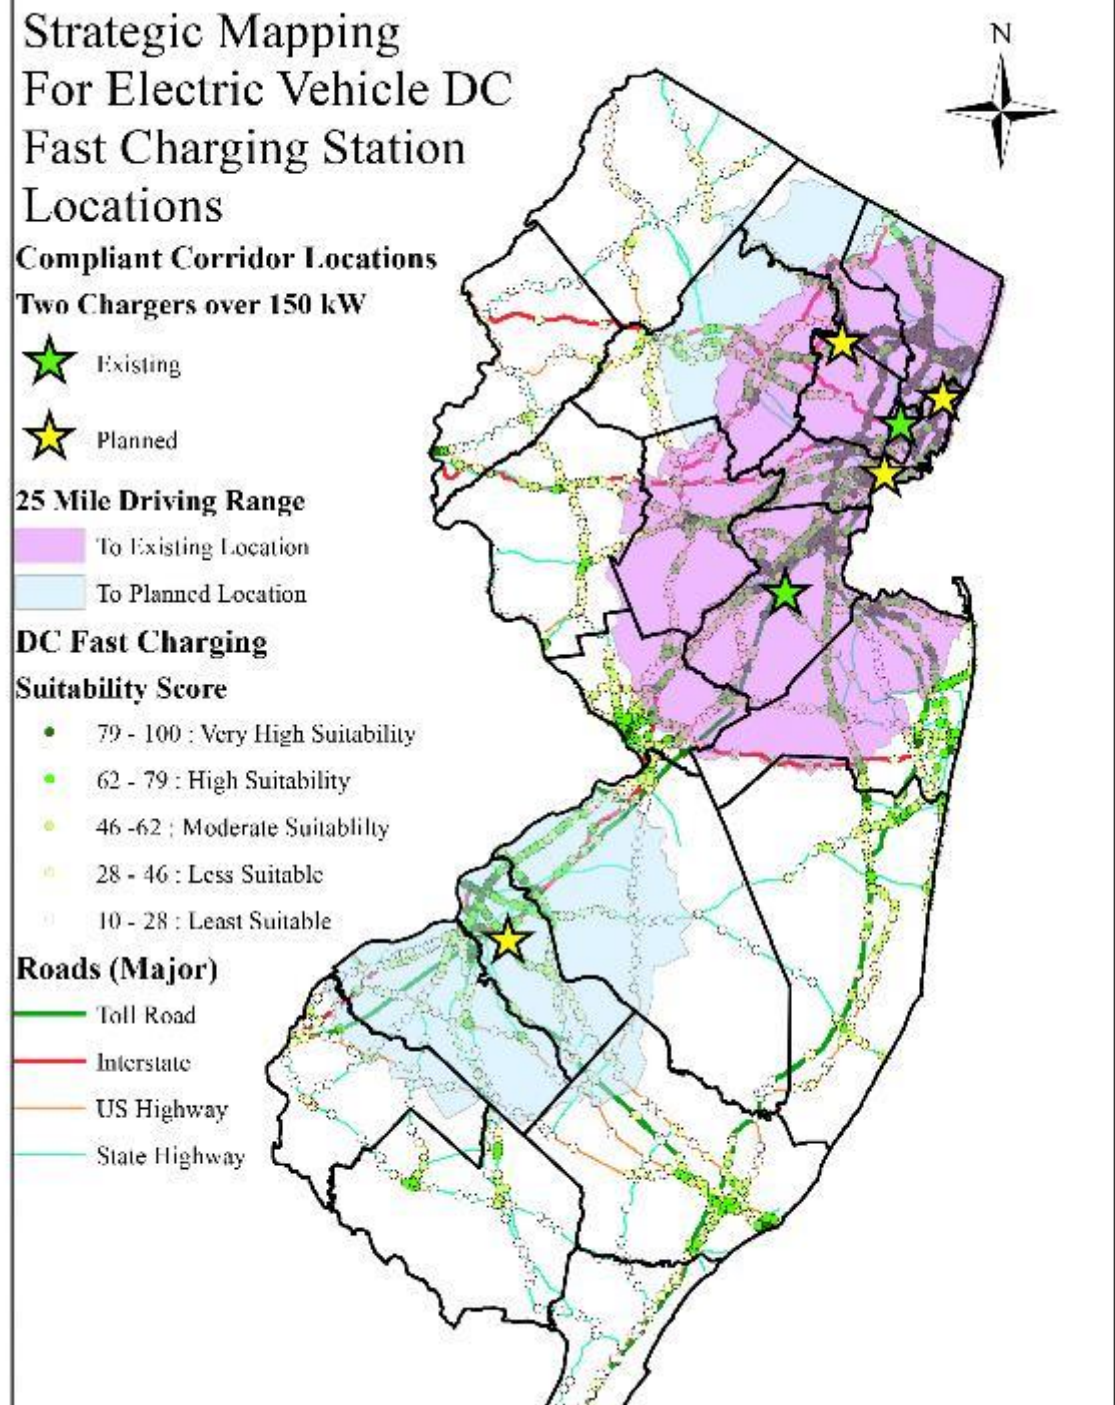 Strategic Mapping
For Electric Vehicle DC
Fast Charging Station
Locations
N
Compliant Corridor Locations
Two Chargers over 150 kW
Existing
Planned
25 Mile Driving Range
To Existing Location
To Planned Location
DC Fast Charging
Suitability Score
79 - 100 : Very High Suitability
62 - 79 : High Suitability
46 -62 : Moderate Suitablilty
28 - 46 : Less Suitable
10 - 28 : Least Suitable
Roads (Major)
Toll Road
Interstate
US Highway
State Highway